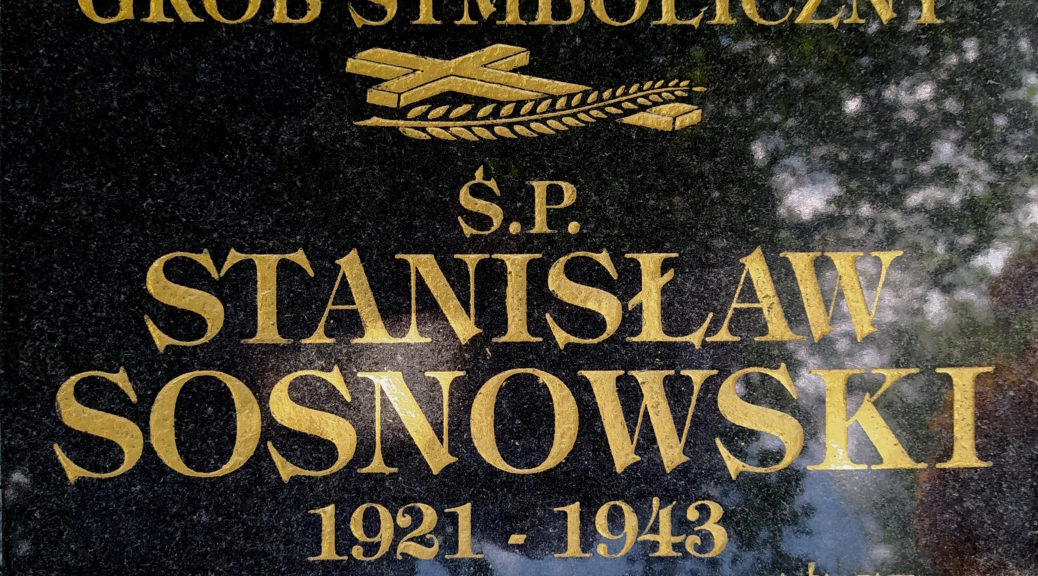 GRÓB SYMBOLICZNY
Ś.P.
STANISŁAW
SOSNOWSKI
1921 - 1943